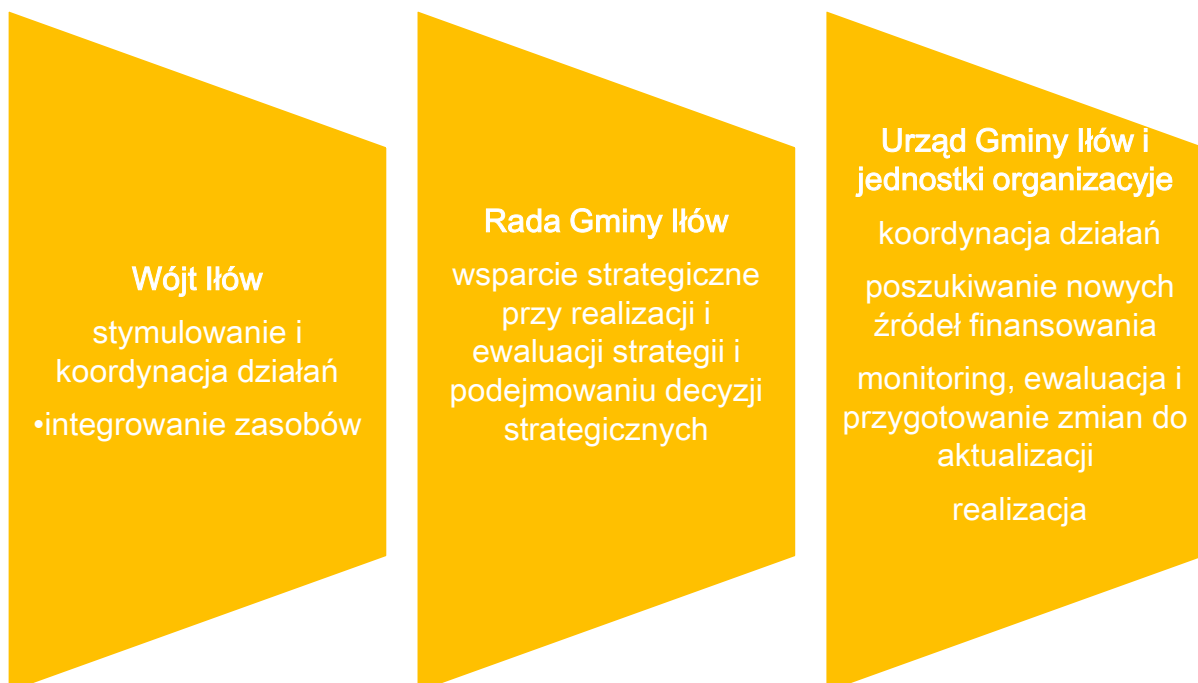 Wójt Iłów
stymulowanie i
koordynacja działań
•integrowanie zasobów
Rada Gminy Iłów
wsparcie strategiczne
przy realizacji i
ewaluacji strategii i
podejmowaniu decyzji
strategicznych
Urząd Gminy Iłów i
jednostki organizacyje
koordynacja działań
poszukiwanie nowych
źródeł finansowania
monitoring, ewaluacja i
przygotowanie zmian do
aktualizacji
realizacja